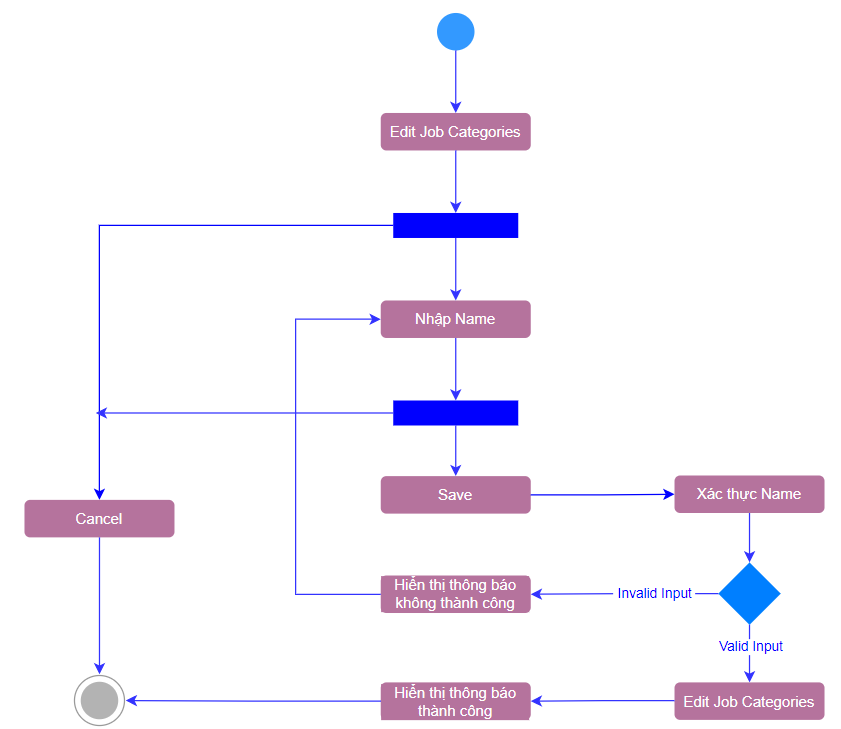 Edit Job Categories
Nhập Name
Save
Xác thực Name
Cancel
Hiển thị thông báo
không thành công
Invalid Input
Valid Input
Hiển thị thông báo
thành công
Edit Job Categories